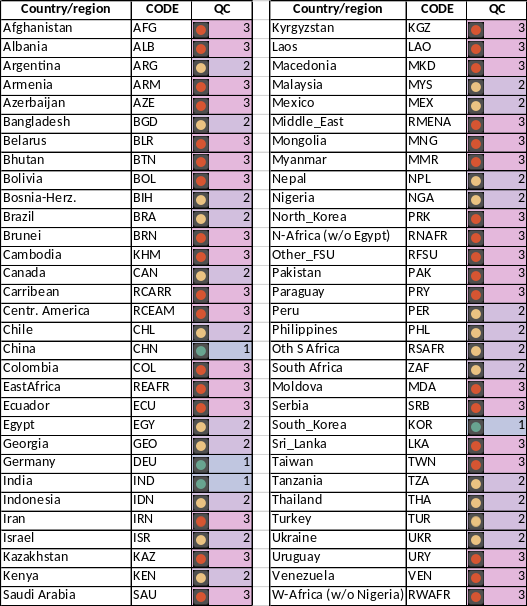 Country/region CODE QC Country/region CODE QC
Afghanistan AFG 3 Kyrgyzstan KGZ 3
Albania ALB 3 Laos LAO 3
Argentina ARG 2 Macedonia MKD 3
Armenia ARM 3 Malaysia MYS 2
Azerbaijan AZE 3 Mexico MEX 2
Bangladesh BGD 2 Middle_East RMENA 3
Belarus BLR 3 Mongolia MNG 3
Bhutan BTN 3 Myanmar MMR 3
Bolivia BOL 3 Nepal NPL 2
Bosnia-Herz. BIH 2 Nigeria NGA 2
Brazil BRA 2 North_Korea PRK 3
Brunei BRN 3 N-Africa (w/o Egypt) RNAFR 3
Cambodia KHM 3 Other_FSU RFSU 3
Canada CAN 2 Pakistan PAK 3
Carribean RCARR 3 Paraguay PRY 3
Centr. America RCEAM 3 Peru PER 2
Chile CHL 2 Philippines PHL 2
China CHN 1 Oth S Africa RSAFR 2
Colombia COL 3 South Africa ZAF 2
EastAfrica REAFR 3 Moldova MDA 3
Ecuador ECU 3 Serbia SRB 3
Egypt EGY 2 South_Korea KOR 1
Georgia GEO 2 Sri_Lanka LKA 3
Germany DEU 1 Taiwan TWN 3
India IND 1 Tanzania TZA 2
Indonesia IDN 2 Thailand THA 2
Iran IRN 3 Turkey TUR 2
Israel ISR 2 Ukraine UKR 2
Kazakhstan KAZ 3 Uruguay URY 3
Kenya KEN 2 Venezuela VEN 3
Saudi Arabia SAU 3 W-Africa (w/o Nigeria) RWAFR 3